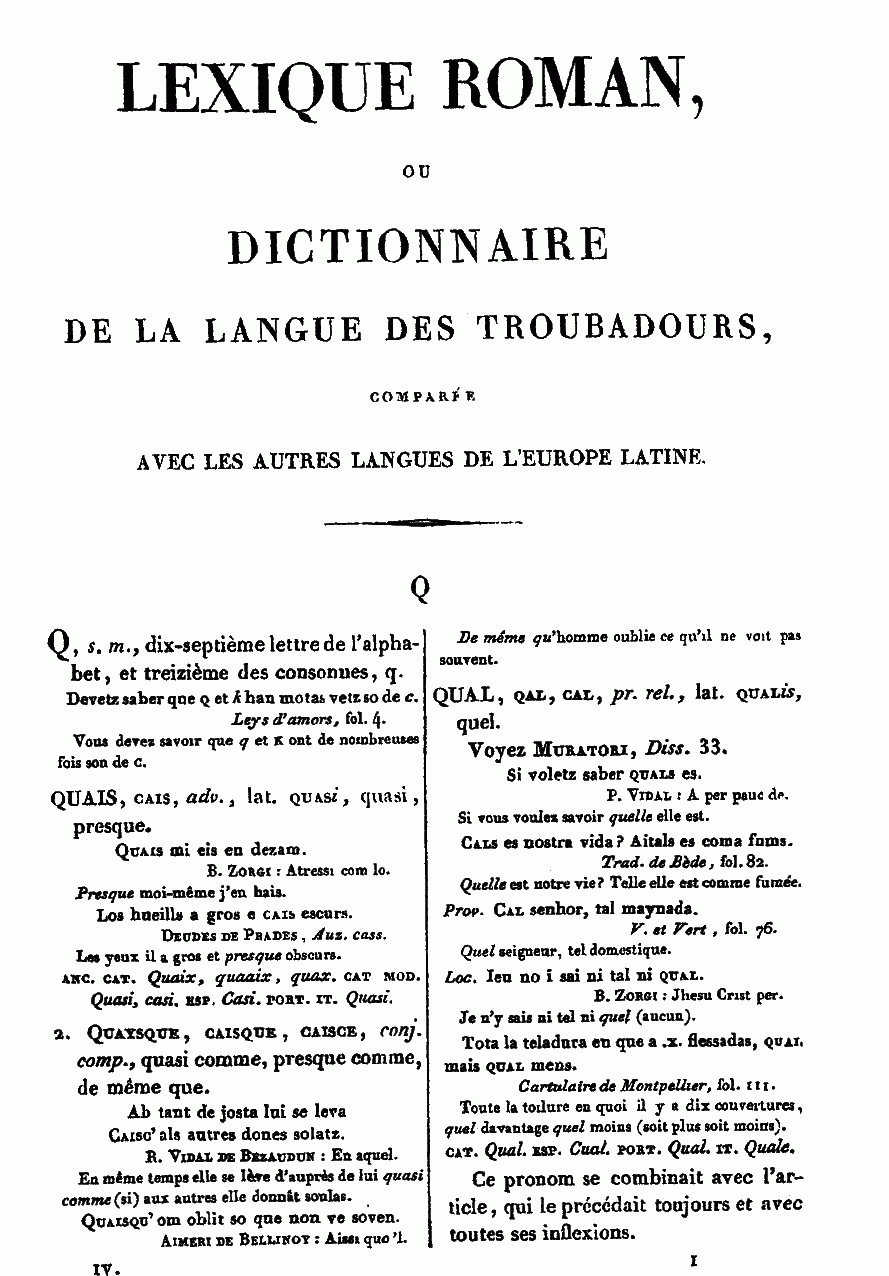 LEXIQUE ROMAN,
OU
DICTIONNAIRE
DE LA LANGUE DES TROUBADOURS,
COMPARÉE
AVEC LES AUTRES LANGUES DE L'EUROPE LATINE.
Q
Q, s. m., dix-septième lettre de l'alpha-
bet, et treizième des consonnes, q.
Devetz saber que Q et k han motas vetz so de c.
Leys d'amors, fol. 4.
Vous devez savoir que q et K ont de nombreuses
fois son de C.
QUAIS, CAIS, adv., lat. QUASi, quasi,
presque.
QUAIS mi eis en dezam.
B. ZORGI : Atressi com lo.
Presque moi-même j'en hais.
Los hueills a gros e CAIS escurs.
DEUDES DE PRADES, Auz. cass.
Les yeux il a gros et presque obscurs.
ANC. CAT. Quaix, quaaix, quax. CAT MOD.
Quasi, casi. ESP. Casi. PORT. IT. Quasi.
2. QUAYSQUE, CAISQUE, CAISCE, conj.
comp., quasi comme, presque comme,
de même que.
Ab tant de josta lui se leva
CAISC' als autres dones solatz.
R. VIDAL DE BEZAUDUN : En aquel.
En même temps elle se lève d'auprès de lui quasi
comme (si) aux autres elle donnât soulas.
QUAISQU' om oblit so que non ve soven.
AIMERI DE BELLINOY : Aissi quo 'l.
IV.
De même qu'homme oublie ce qu'il ne voit pas
souvent.
QUAL, QAL, CAL, pr. rel., lat. QUALis,
quel.
Voyez MURATORI, Diss. 33.
Si voletz saber QUALS es.
P. VIDAL : A per pauc de.
Si vous voulez savoir quelle elle est.
CALS es nostra vida? Aitals es coma fums.
Trad. de Bède, fol. 82.
Quelle est notre vie? Telle elle est comme fumée.
Prov. CAL senhor, tal maynada.
V. et Vert, fol. 76.
Quel seigneur, tel domestique.
Loc. Ieu no i sai ni tal ni QUAL.
B. ZORGI : Jhesu Crist per.
Je n'y sais ni tel ni quel (aucun).
Tota la teladura en que a .x. flessadas, QUAL
mais QUAL mens.
Cartulaire de Montpellier, fol. 111.
Toute la toilure en quoi il y a dix couvertures,
quel davantage quel moins (soit plus soit moins).
CAT. Qual. ESP. Cual. PORT. Qual. IT. Quale.
Ce pronom se combinait avec l'ar-
ticle, qui le précédait toujours et avec
toutes ses inflexions.
I